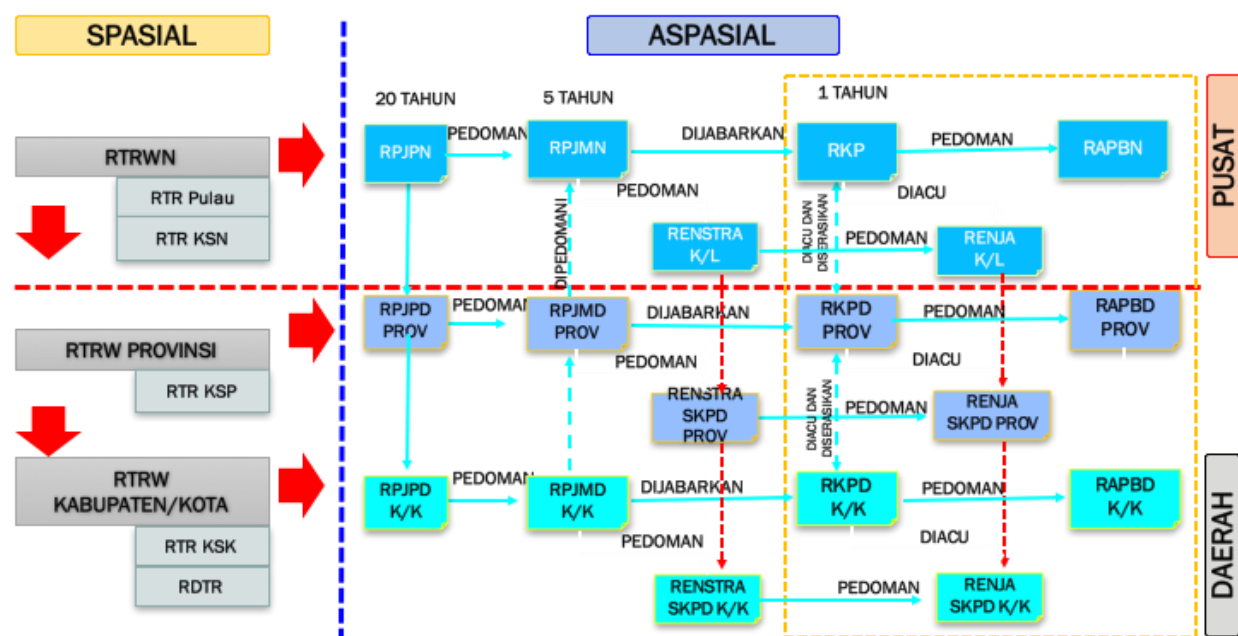 SPASIAL
ASPASIAL
20 TAHUN
5 TAHUN
1 TAHUN
PUSAT
RTRWN
RTR Pulau
RTR KSN
RPJPN
PEDOMAN
RPJMN
DIJABARKAN
RKP
PEDOMAN
RAPBN
PEDOMAN
DIACU
DIPEDOMANI
RENSTRA
K/L
DIACU DAN
DISERASIKAN
PEDOMAN
RENJA
K/L
RTRW PROVINSI
RTR KSP
RPJPD
PROV
PEDOMAN
RPJMD
PROV
DIJABARKAN
RKPD
PROV
PEDOMAN
RAPBD
PROV
PEDOMAN
DIACU
RENSTRA
SKPD
PROV
DIACU DAN
DISERASIKAN
PEDOMAN
RENJA
SKPD PROV
RTRW
KABUPATEN/KOTA
RTR KSK
RDTR
RPJPD
K/K
PEDOMAN
RPJMD
K/K
DIJABARKAN
RKPD
K/K
PEDOMAN
RAPBD
K/K
PEDOMAN
DIACU
RENSTRA
SKPD K/K
PEDOMAN
RENJA
SKPD K/K
DAERAH